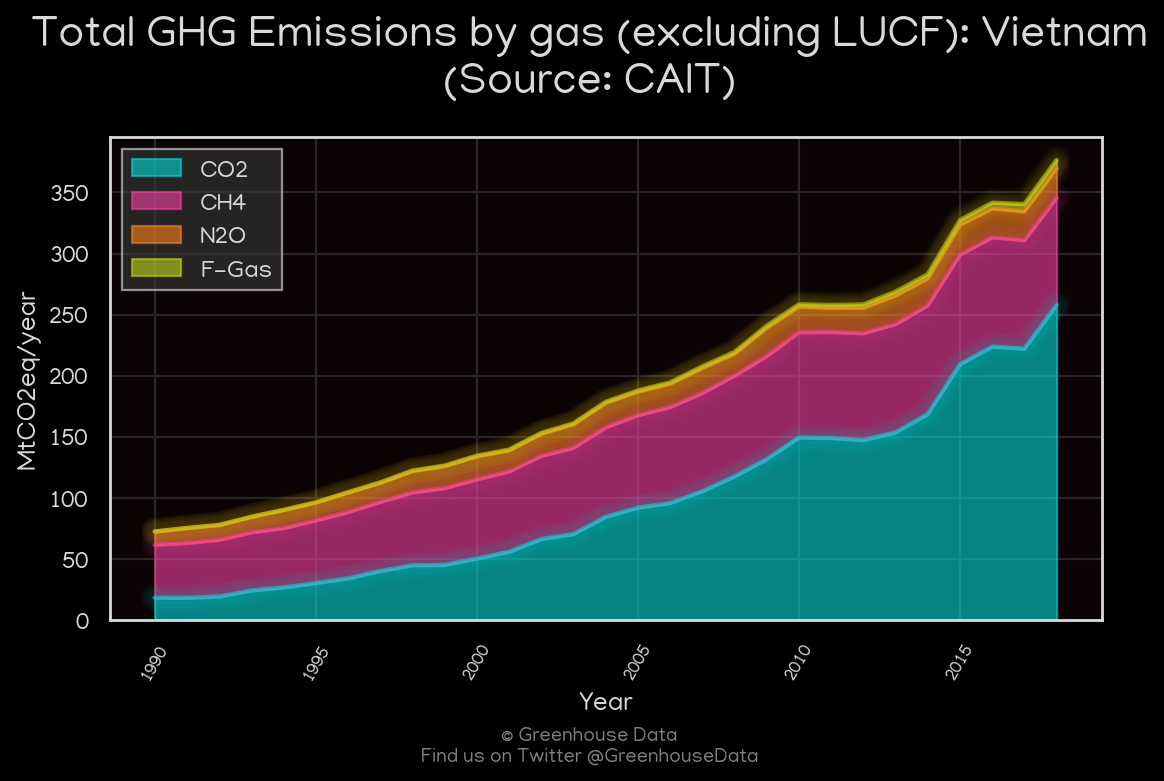 Total GHG Emissions by gas (excluding LUCF): Vietnam
(Source: CAIT)
CO2
CH4
N2O
F-Gas
MtCO2eq/year
350
300
250
200
150
100
50
0
1990
1995
2000
2005
2010
2015
Year
© Greenhouse Data
Find us on Twitter @GreenhouseData